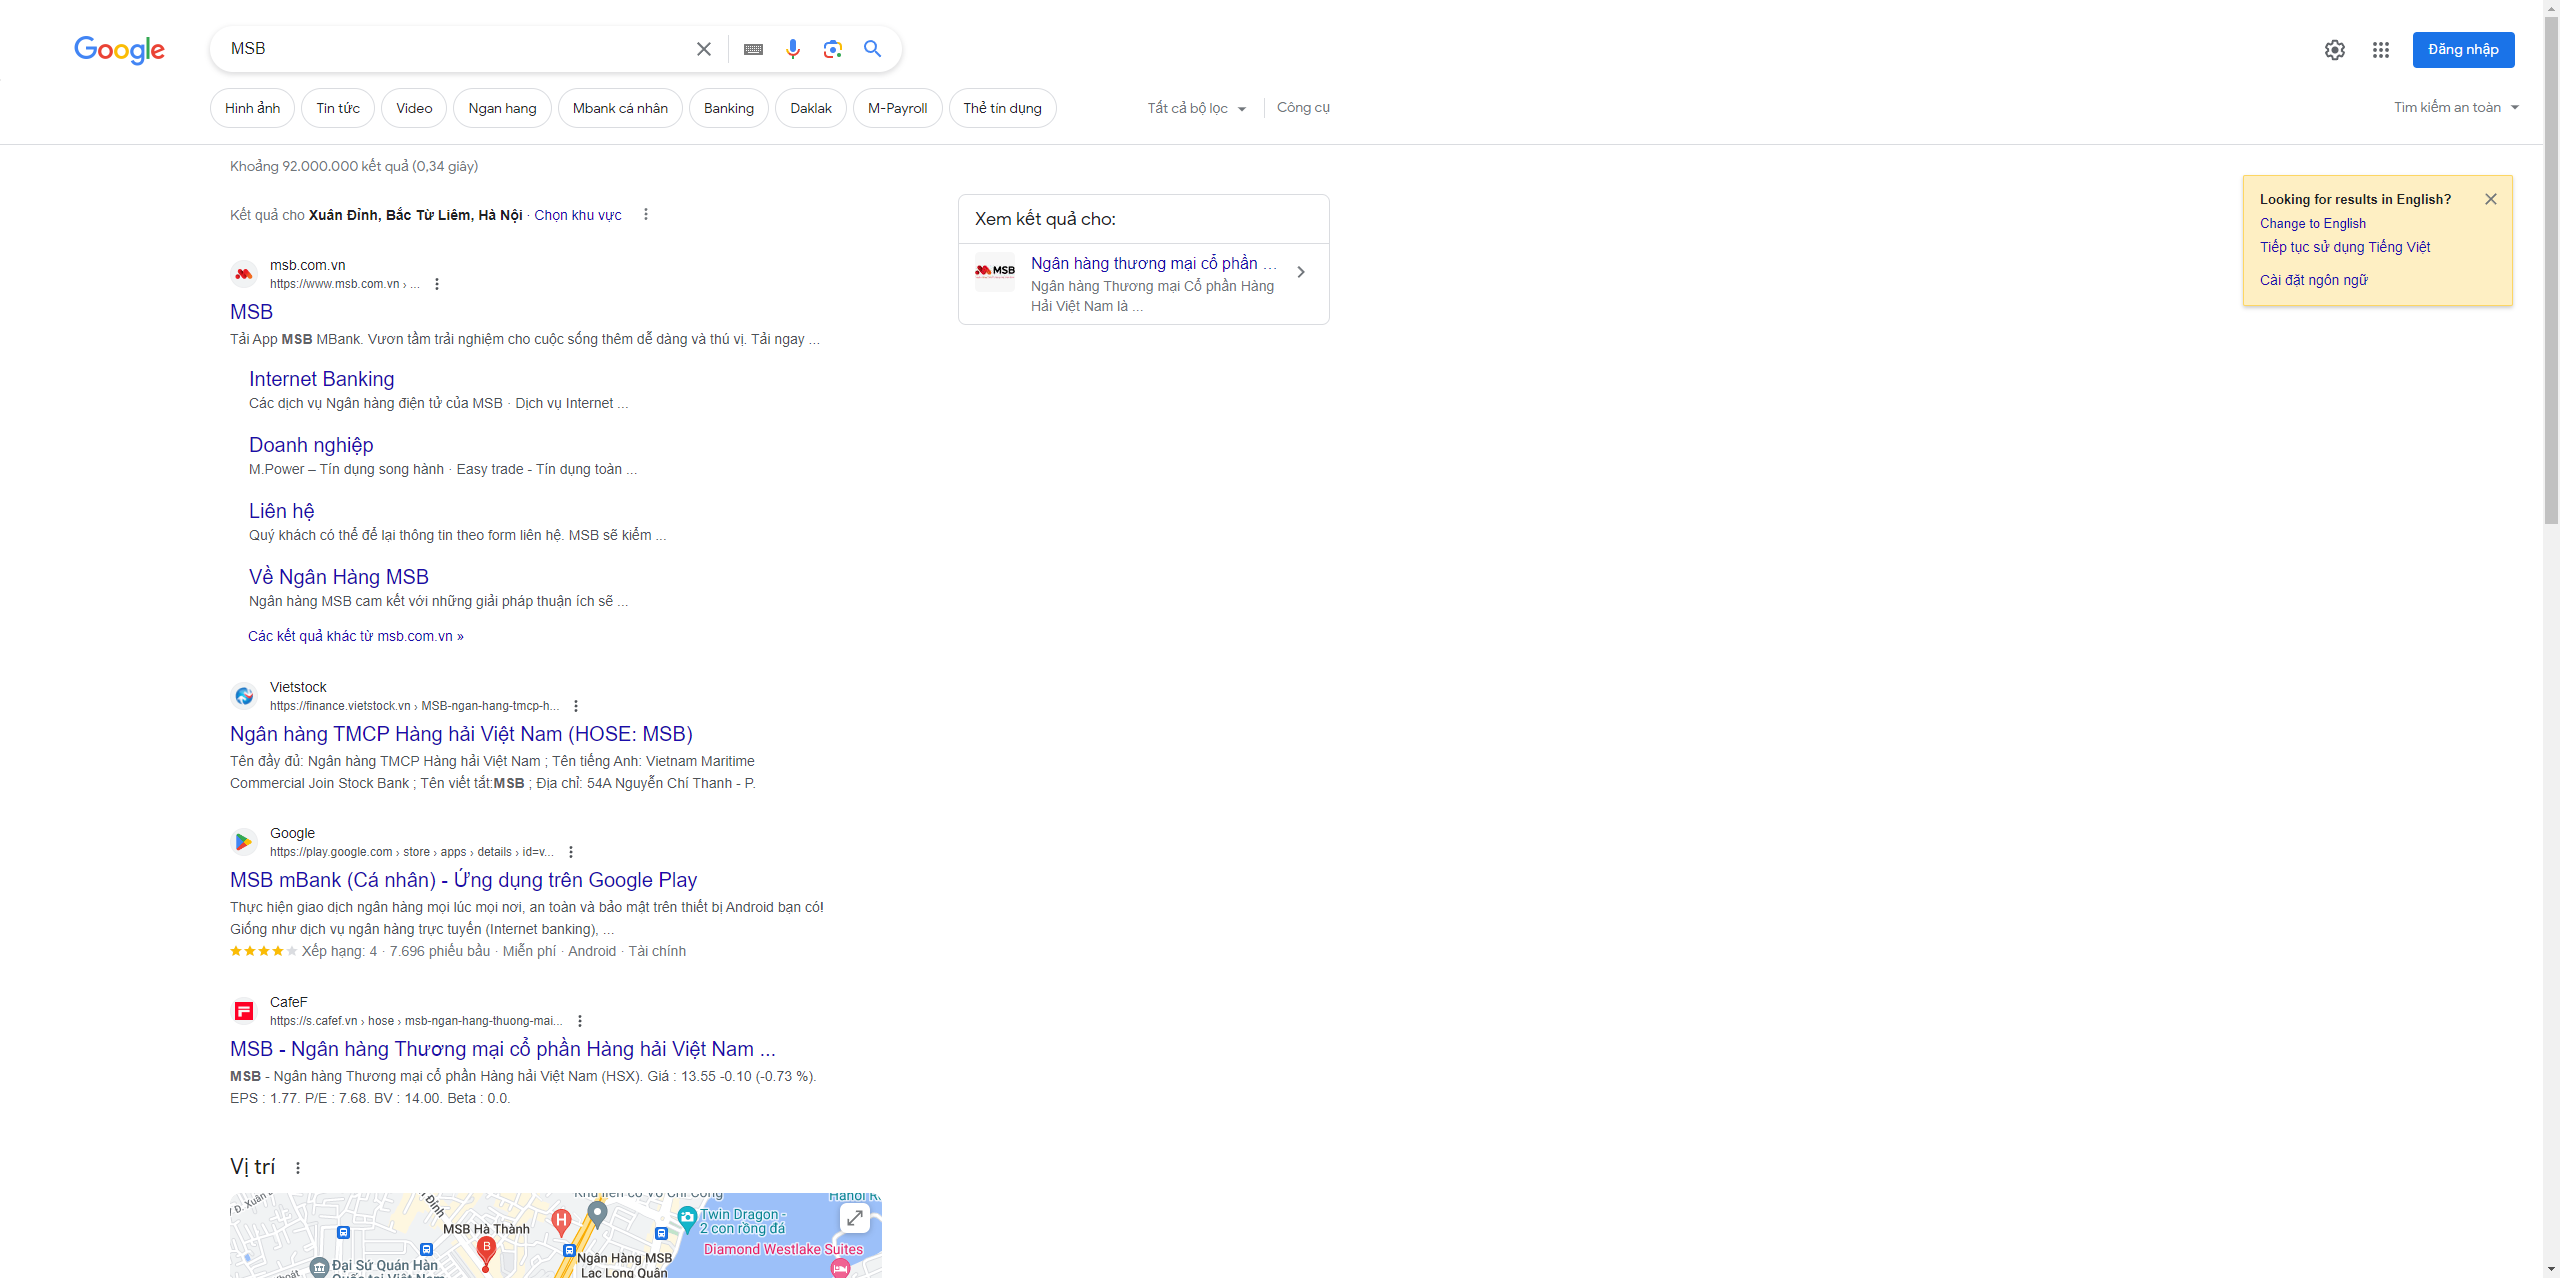 Google
MSB
Đăng nhập
Hình ảnh
Tin tức
Video
Ngan hang
Mbank cá nhân
Banking
Daklak
M-Payroll
Thẻ tín dụng
Tất cả bộ lọc
Công cụ
Tìm kiếm an toàn
Khoảng 92.000.000 kết quả (0,34 giây)
Kết quả cho Xuân Đỉnh, Bắc Từ Liêm, Hà Nội · Chọn khu vực
msb.com.vn
https://www.msb.com.vn › ...
MSB
Tải App MSB MBank. Vươn tầm trải nghiệm cho cuộc sống thêm dễ dàng và thú vị. Tải ngay ...
Internet Banking
Các dịch vụ Ngân hàng điện tử của MSB · Dịch vụ Internet ...
Doanh nghiệp
M.Power – Tín dụng song hành · Easy trade - Tín dụng toàn ...
Liên hệ
Quý khách có thể để lại thông tin theo form liên hệ. MSB sẽ kiểm ...
Về Ngân Hàng MSB
Ngân hàng MSB cam kết với những giải pháp thuận ích sẽ ...
Các kết quả khác từ msb.com.vn »
Vietstock
https://finance.vietstock.vn › MSB-ngan-hang-tmcp-h...
Ngân hàng TMCP Hàng hải Việt Nam (HOSE: MSB)
Tên đầy đủ: Ngân hàng TMCP Hàng hải Việt Nam ; Tên tiếng Anh: Vietnam Maritime
Commercial Join Stock Bank ; Tên viết tắt:MSB ; Địa chỉ: 54A Nguyễn Chí Thanh - P.
Google
https://play.google.com › store › apps › details › id=v...
MSB mBank (Cá nhân) - Ứng dụng trên Google Play
Thực hiện giao dịch ngân hàng mọi lúc mọi nơi, an toàn và bảo mật trên thiết bị Android bạn có!
Giống như dịch vụ ngân hàng trực tuyến (Internet banking), ...
Xếp hạng: 4 · 7.696 phiếu bầu · Miễn phí · Android · Tài chính
CafeF
https://s.cafef.vn › hose › msb-ngan-hang-thuong-mai...
MSB - Ngân hàng Thương mại cổ phần Hàng hải Việt Nam ...
MSB - Ngân hàng Thương mại cổ phần Hàng hải Việt Nam (HSX). Giá : 13.55 -0.10 (-0.73 %).
EPS : 1.77. P/E : 7.68. BV : 14.00. Beta : 0.0.
Vị trí
MSB Hà Thành
B
H
Twin Dragon -
2 con rồng đá
Diamond Westlake Suites
Ngân Hàng MSB
Lạc Long Quân
Đại Sứ Quán Hàn
Xem kết quả cho:
MSB
Ngân hàng thương mại cổ phần ...
Ngân hàng Thương mại Cổ phần Hàng
Hải Việt Nam là ...
Looking for results in English?
Change to English
Tiếp tục sử dụng Tiếng Việt
Cài đặt ngôn ngữ